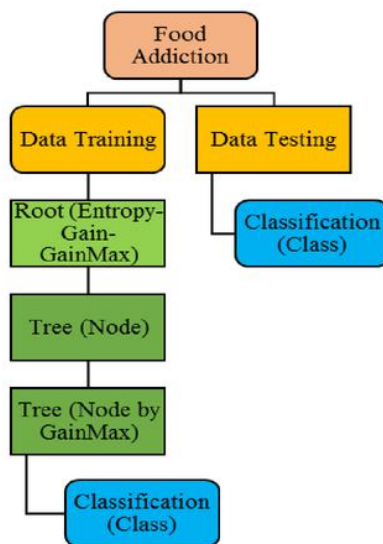 Food
Addiction
Data Training
Data Testing
Root (Entropy-
Gain-
GainMax)
Classification
(Class)
Tree (Node)
Tree (Node by
GainMax)
Classification
(Class)